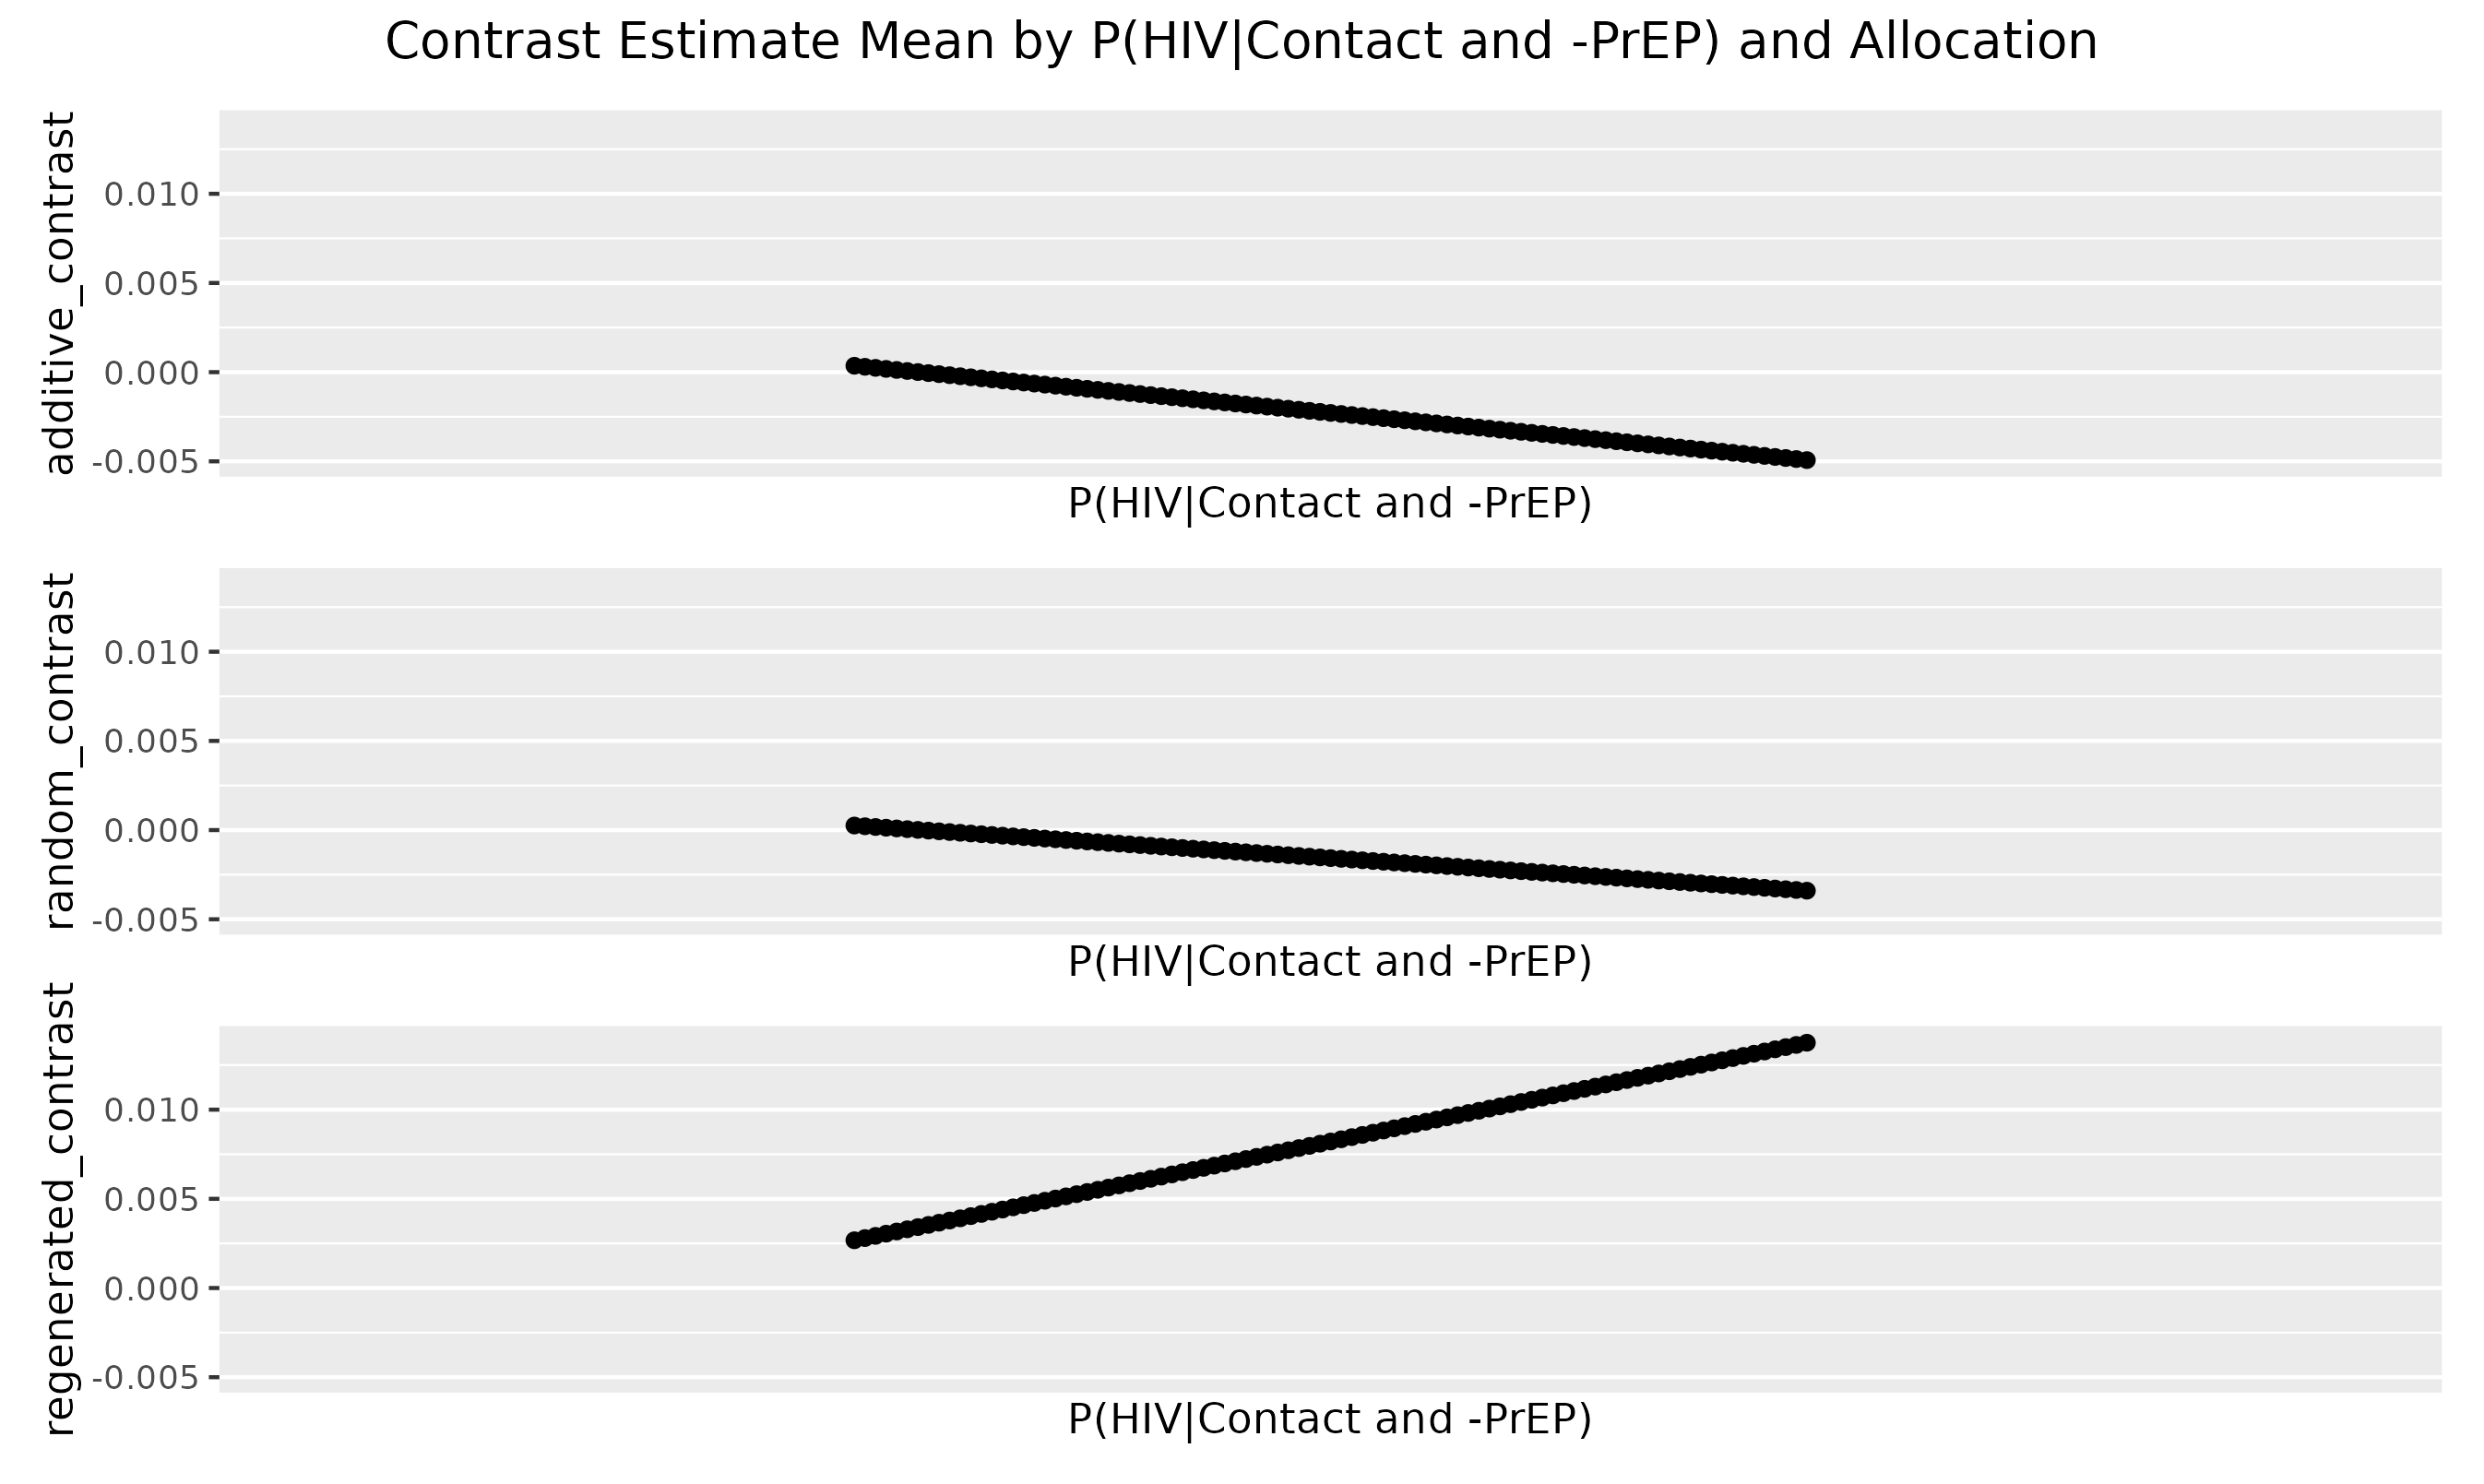 Contrast Estimate Mean by P(HIV|Contact and -PrEP) and Allocation
additive_contrast
0.010
0.005
0.000
-0.005
P(HIV|Contact and -PrEP)
random_contrast
0.010
0.005
0.000
-0.005
P(HIV|Contact and -PrEP)
regenerated_contrast
0.010
0.005
0.000
-0.005
P(HIV|Contact and -PrEP)